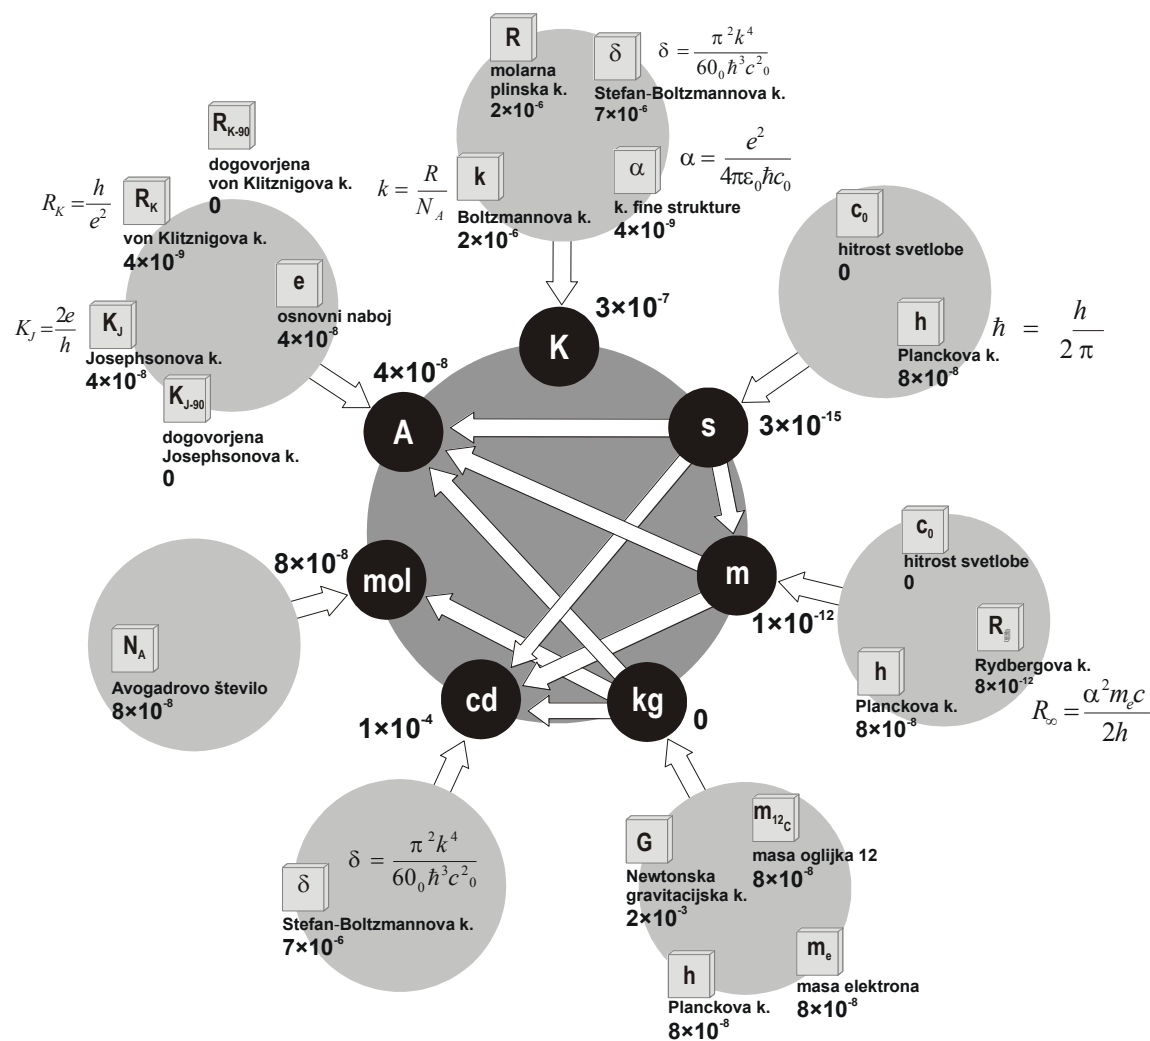 R
molarna
plinska k.
2×10⁻⁶
δ
δ = π²k⁴ / 60₀ℏ³c²₀
Stefan-Boltzmannova k.
7×10⁻⁶
k = R / N_A
k
Boltzmannova k.
2×10⁻⁶
α
α = e² / 4πε₀ℏc₀
k. fine strukture
4×10⁻⁹
R_K-90
dogovorjena
von Klitznigova k.
0
R_K = h / e²
R_K
von Klitznigova k.
4×10⁻⁹
e
osnovni naboj
4×10⁻⁸
K_J = 2e / h
K_J
Josephsonova k.
4×10⁻⁸
K_J-90
dogovorjena
Josephsonova k.
0
c₀
hitrost svetlobe
0
h
Planckova k.
8×10⁻⁸
ℏ = h / 2 π
K
3×10⁻⁷
A
4×10⁻⁸
s
3×10⁻¹⁵
mol
8×10⁻⁸
m
1×10⁻¹²
cd
1×10⁻⁴
kg
0
N_A
Avogadrovo število
8×10⁻⁸
c₀
hitrost svetlobe
0
R
Rydbergova k.
8×10⁻¹²
h
Planckova k.
8×10⁻⁸
R_∞ = α²mₑc / 2h
δ
δ = π²k⁴ / 60₀ℏ³c²₀
Stefan-Boltzmannova k.
7×10⁻⁶
G
Newtonska
gravitacijska k.
2×10⁻³
m_12_C
masa oglijka 12
8×10⁻⁸
h
Planckova k.
8×10⁻⁸
mₑ
masa elektrona
8×10⁻⁸